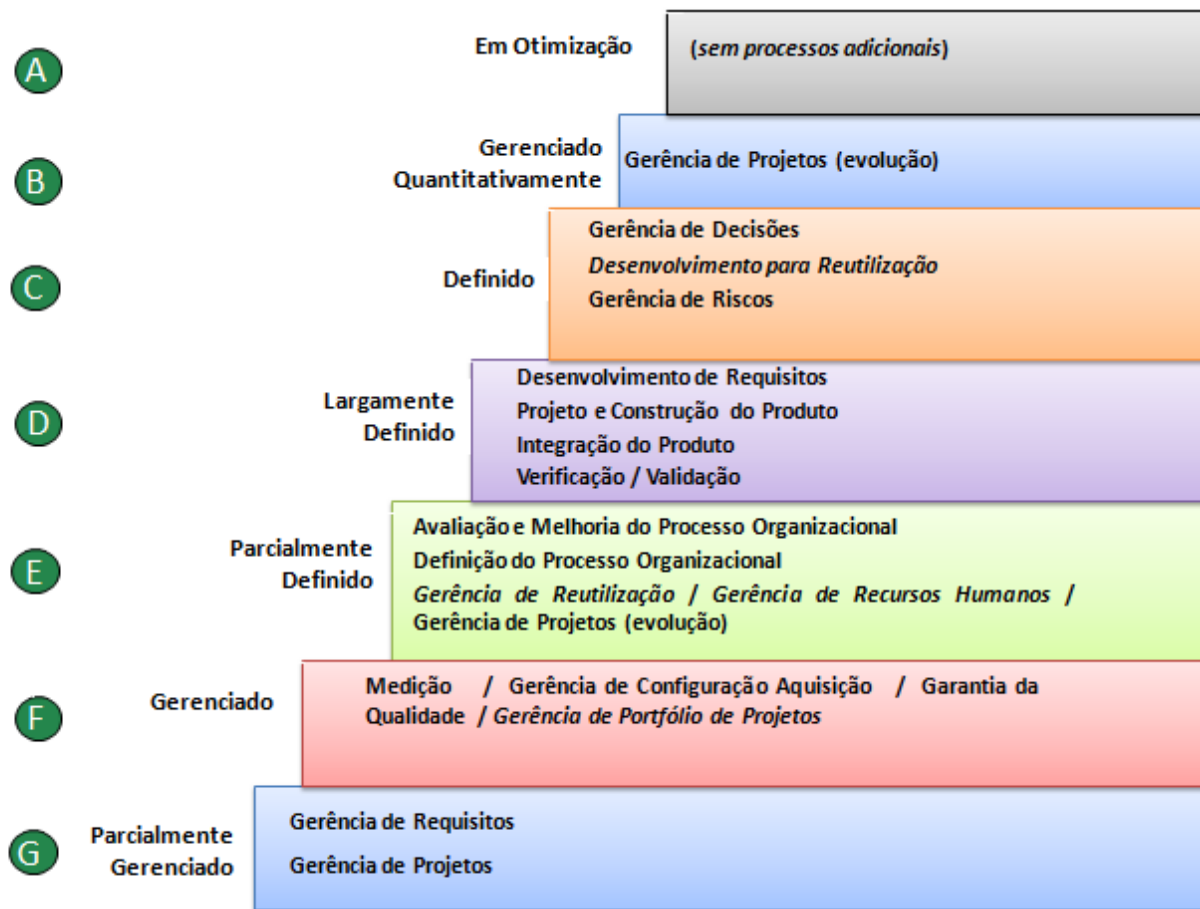 A
Em Otimização
(sem processos adicionais)
B
Gerenciado
Quantitativamente
Gerência de Projetos (evolução)
C
Definido
Gerência de Decisões
Desenvolvimento para Reutilização
Gerência de Riscos
D
Largamente
Definido
Desenvolvimento de Requisitos
Projeto e Construção do Produto
Integração do Produto
Verificação / Validação
E
Parcialmente
Definido
Avaliação e Melhoria do Processo Organizacional
Definição do Processo Organizacional
Gerência de Reutilização / Gerência de Recursos Humanos /
Gerência de Projetos (evolução)
F
Gerenciado
Medição / Gerência de Configuração Aquisição / Garantia da
Qualidade / Gerência de Portfólio de Projetos
G
Parcialmente
Gerenciado
Gerência de Requisitos
Gerência de Projetos